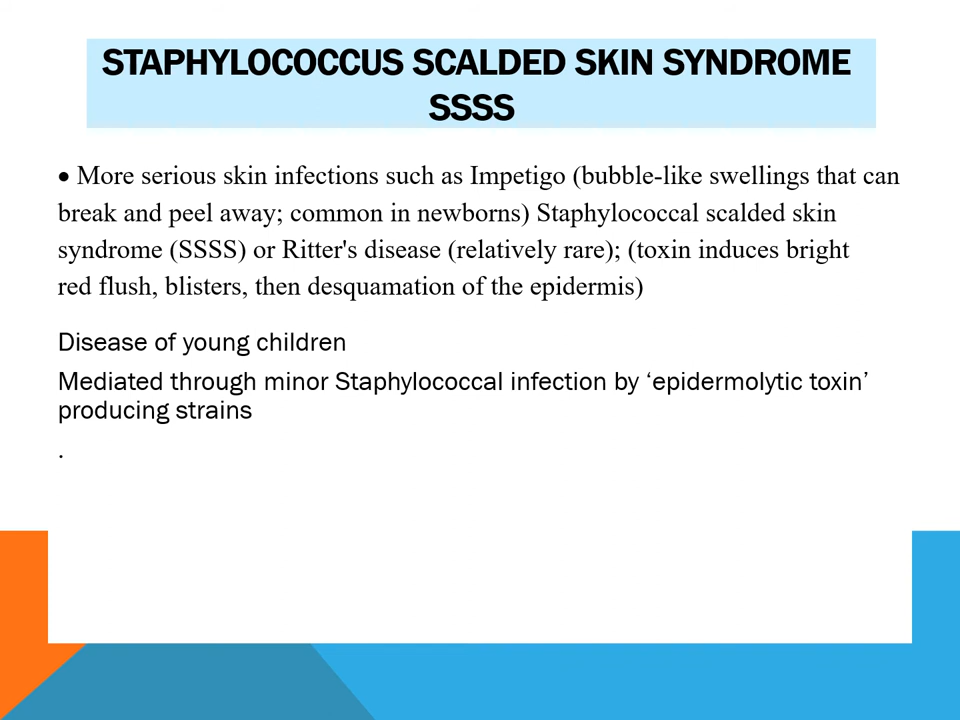 STAPHYLOCOCCUS SCALDED SKIN SYNDROME
SSSS
• More serious skin infections such as Impetigo (bubble-like swellings that can
break and peel away; common in newborns) Staphylococcal scalded skin
syndrome (SSSS) or Ritter's disease (relatively rare); (toxin induces bright
red flush, blisters, then desquamation of the epidermis)
Disease of young children
Mediated through minor Staphylococcal infection by ‘epidermolytic toxin’
producing strains
.